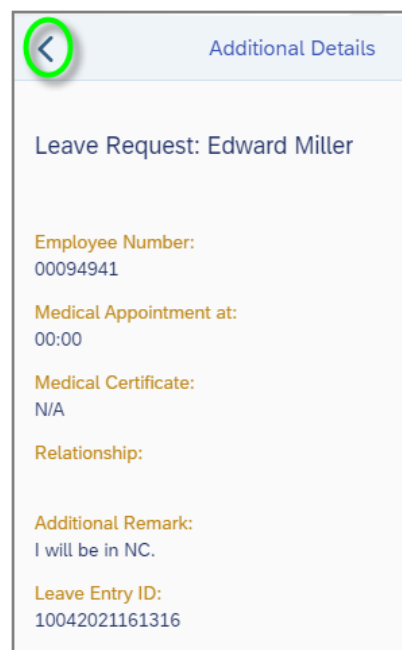 Additional Details
Leave Request: Edward Miller
Employee Number:
00094941
Medical Appointment at:
00:00
Medical Certificate:
N/A
Relationship:
Additional Remark:
I will be in NC.
Leave Entry ID:
10042021161316